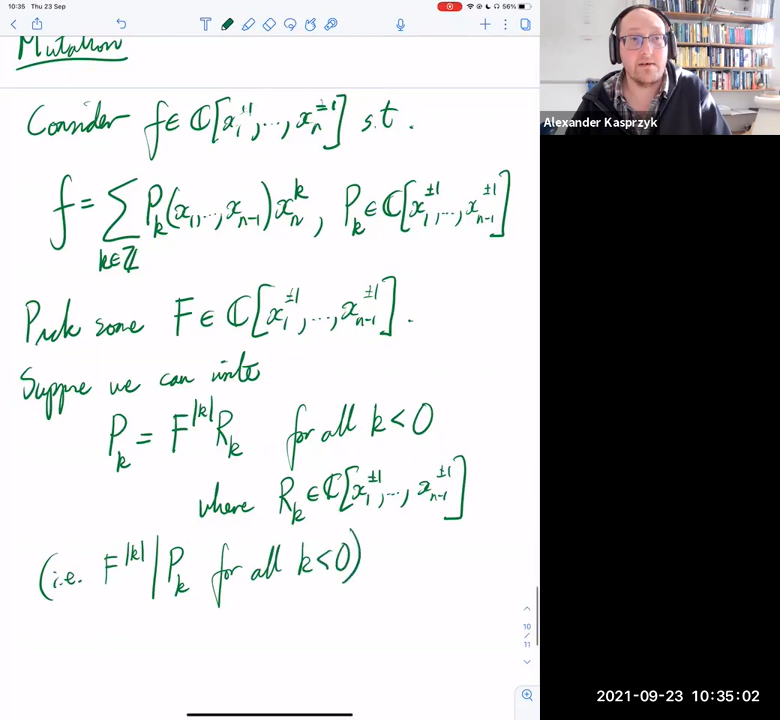 10:35 Thu 23 Sep
56%
Mutation
Consider f ∈ ℂ[x₁^{±1},...,x_n^{±1}] s.t.
f = ∑_{k∈ℤ} P_k(x₁,...,x_{n-1})x_n^k, P_k ∈ ℂ[x₁^{±1},...,x_{n-1}^{±1}]
Pick some F ∈ ℂ[x₁^{±1},...,x_{n-1}^{±1}].
Suppose we can write
P_k = F^{|k|}R_k for all k<0
where R_k ∈ ℂ[x₁^{±1},...,x_{n-1}^{±1}]
(i.e. F^{|k|} | P_k for all k<0)
10
/
11
Alexander Kasprzyk
2021-09-23 10:35:02